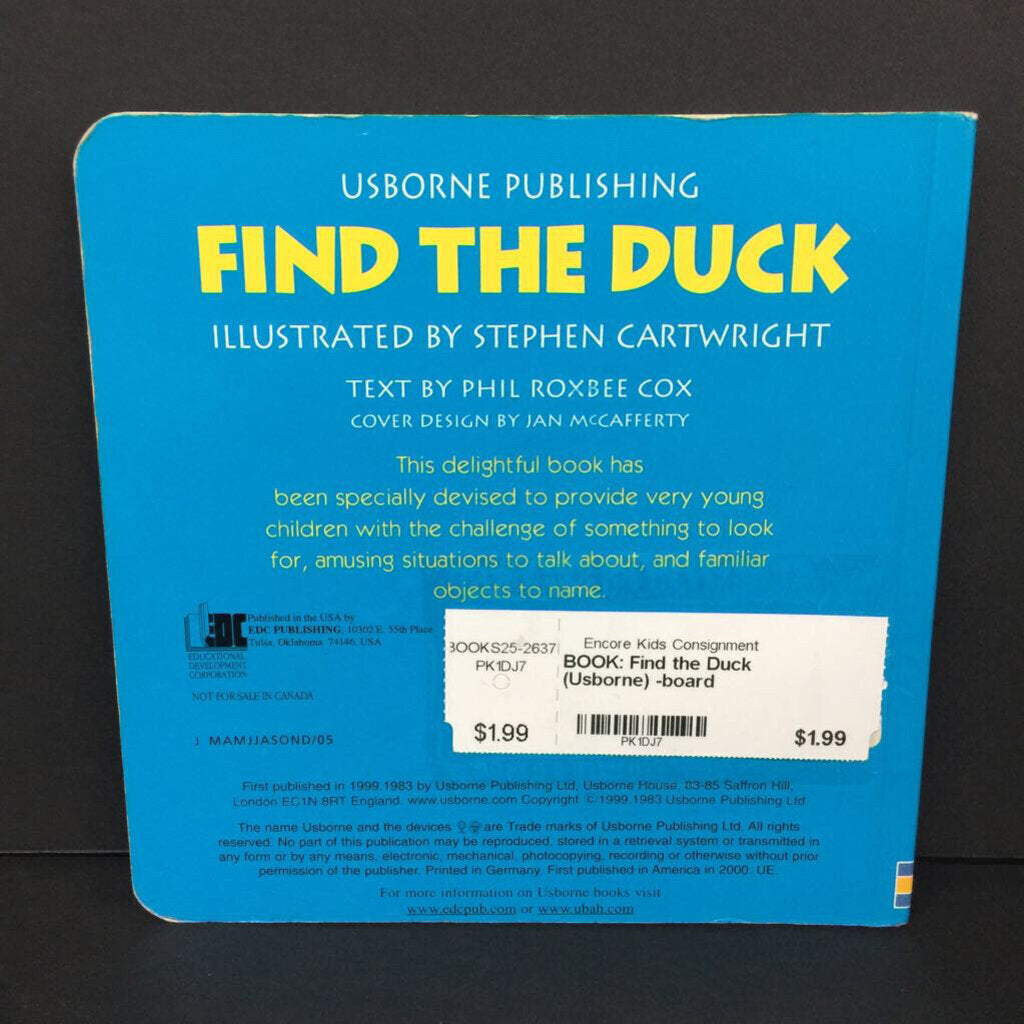 USBORNE PUBLISHING
FIND THE DUCK
ILLUSTRATED BY STEPHEN CARTWRIGHT
TEXT BY PHIL ROXBEE COX
COVER DESIGN BY JAN McCAFFERTY
This delightful book has
been specially devised to provide very young
children with the challenge of something to look
for, amusing situations to talk about, and familiar
objects to name.
EDC
EDUCATIONAL
DEVELOPMENT
CORPORATION
Published in the USA by
EDC PUBLISHING, 10302 E. 55th Place
Tulsa, Oklahoma 74146, USA
NOT FOR SALE IN CANADA
J MAMJJASOND/05
BOOKS25-2637
PK1DJ7
$1.99
Encore Kids Consignment
BOOK: Find the Duck
(Usborne) -board
PK1DJ7
$1.99
First published in 1999,1983 by Usborne Publishing Ltd, Usborne House, 83-85 Saffron Hill,
London EC1N 8RT England. www.usborne.com Copyright © 1999,1983 Usborne Publishing Ltd.
The name Usborne and the devices are Trade marks of Usborne Publishing Ltd. All rights
reserved. No part of this publication may be reproduced, stored in a retrieval system or transmitted in
any form or by any means, electronic, mechanical, photocopying, recording or otherwise without prior
permission of the publisher. Printed in Germany. First published in America in 2000. UE.
For more information on Usborne books visit
www.edcpub.com or www.ubah.com